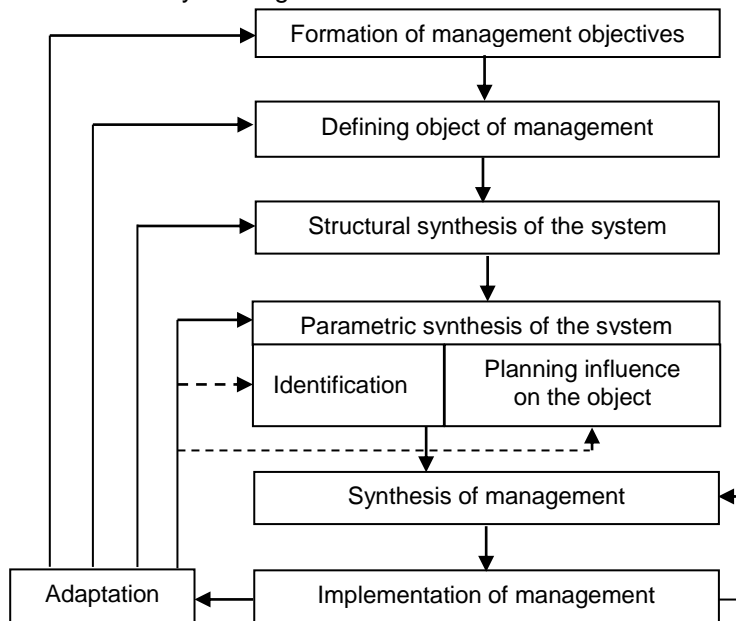 Formation of management objectives
Defining object of management
Structural synthesis of the system
Parametric synthesis of the system
Identification
Planning influence
on the object
Synthesis of management
Adaptation
Implementation of management